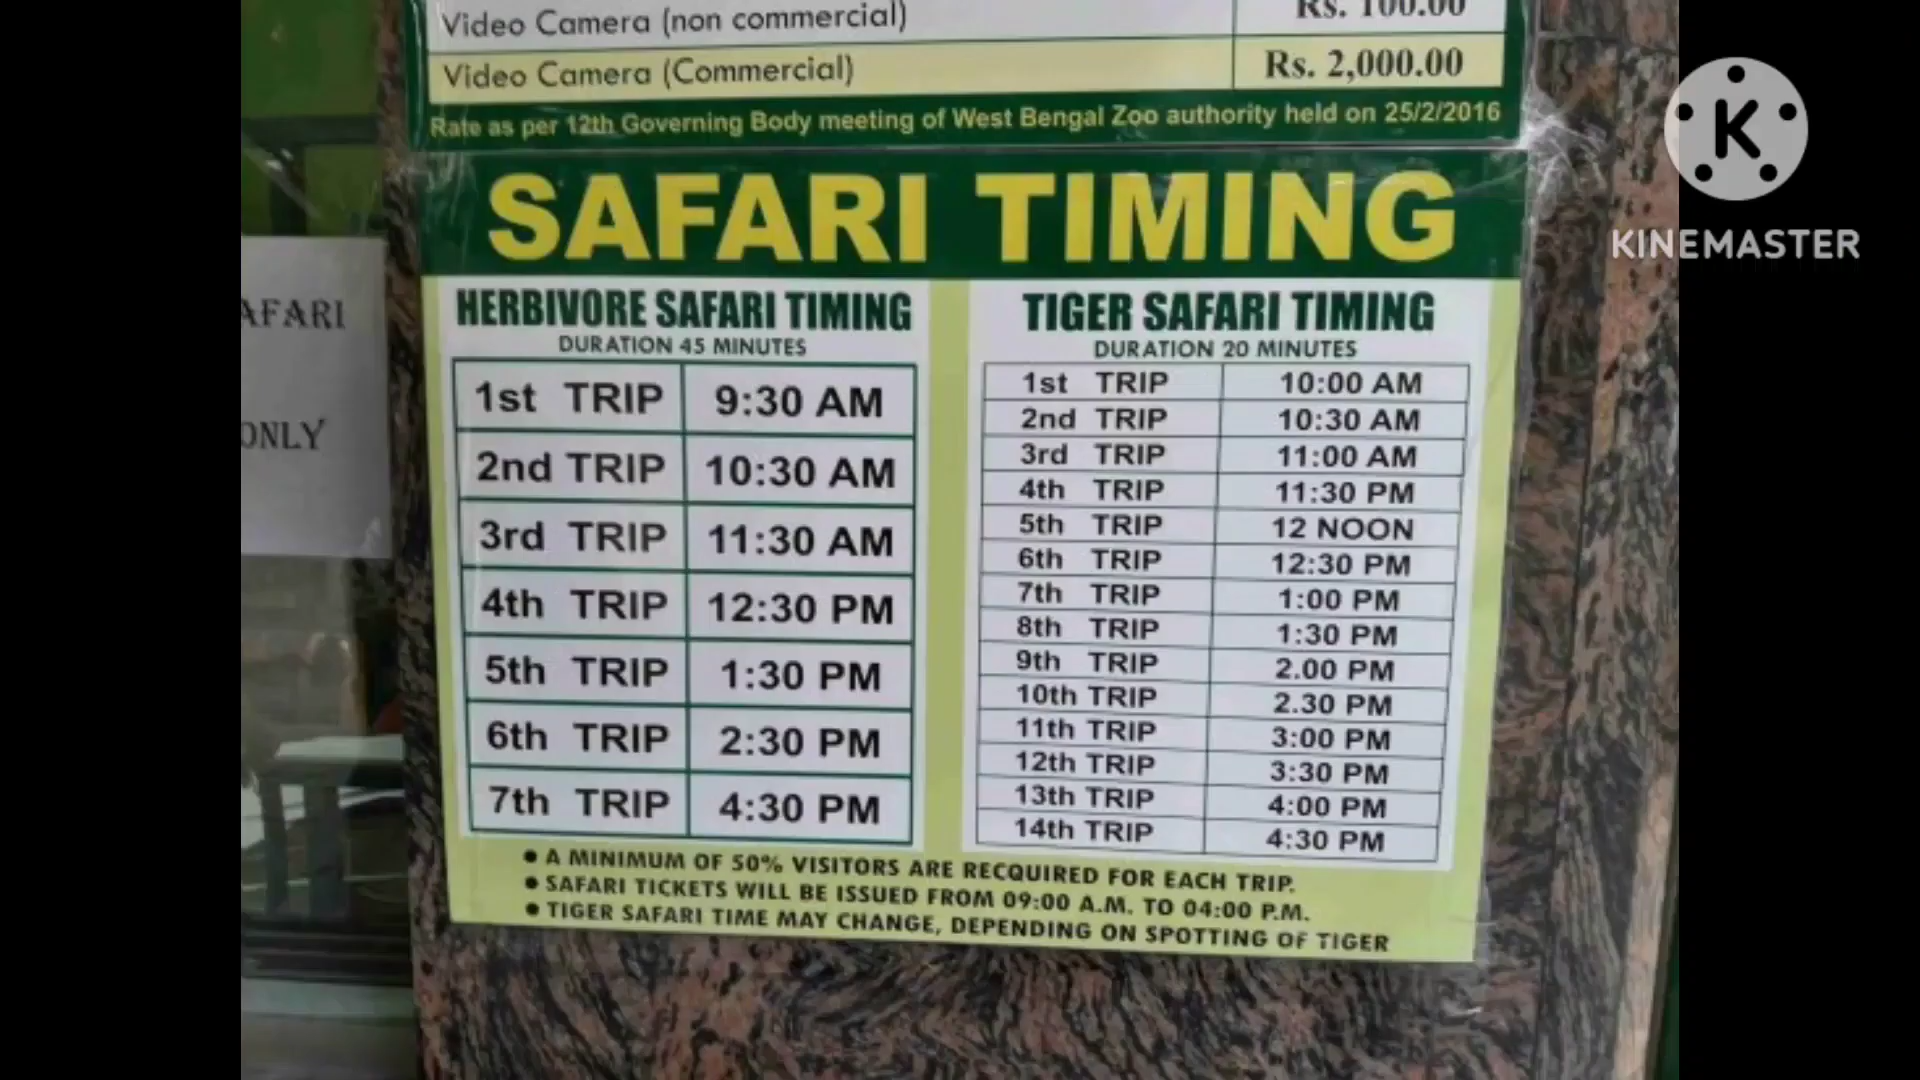 Video Camera (non commercial) Rs. 100.00
Video Camera (Commercial) Rs. 2,000.00
Rate as per 12th Governing Body meeting of West Bengal Zoo authority held on 25/2/2016
KINEMASTER
SAFARI TIMING
AFARI
ONLY
HERBIVORE SAFARI TIMING
DURATION 45 MINUTES
1st TRIP 9:30 AM
2nd TRIP 10:30 AM
3rd TRIP 11:30 AM
4th TRIP 12:30 PM
5th TRIP 1:30 PM
6th TRIP 2:30 PM
7th TRIP 4:30 PM
TIGER SAFARI TIMING
DURATION 20 MINUTES
1st TRIP 10:00 AM
2nd TRIP 10:30 AM
3rd TRIP 11:00 AM
4th TRIP 11:30 PM
5th TRIP 12 NOON
6th TRIP 12:30 PM
7th TRIP 1:00 PM
8th TRIP 1:30 PM
9th TRIP 2.00 PM
10th TRIP 2.30 PM
11th TRIP 3:00 PM
12th TRIP 3:30 PM
13th TRIP 4:00 PM
14th TRIP 4:30 PM
• A MINIMUM OF 50% VISITORS ARE RECQUIRED FOR EACH TRIP.
• SAFARI TICKETS WILL BE ISSUED FROM 09:00 A.M. TO 04:00 P.M.
• TIGER SAFARI TIME MAY CHANGE, DEPENDING ON SPOTTING OF TIGER